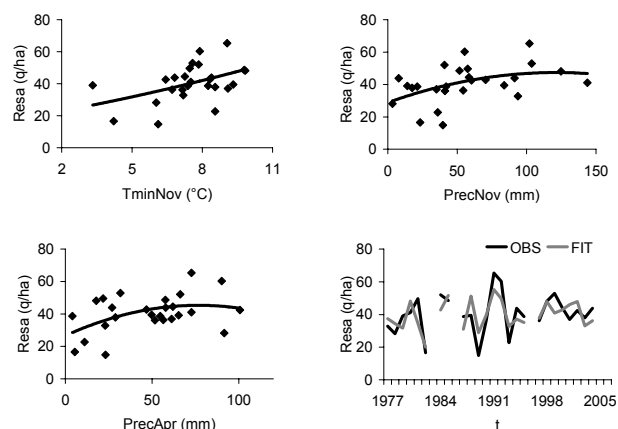 80
60
40
20
0
Resa (q/ha)
2 5 8 11
TminNov (°C)
80
60
40
20
0
Resa (q/ha)
0 50 100 150
PrecNov (mm)
80
60
40
20
0
Resa (q/ha)
0 50 100
PrecApr (mm)
OBS FIT
80
60
40
20
0
Resa (q/ha)
1977 1984 1991 1998 2005
t